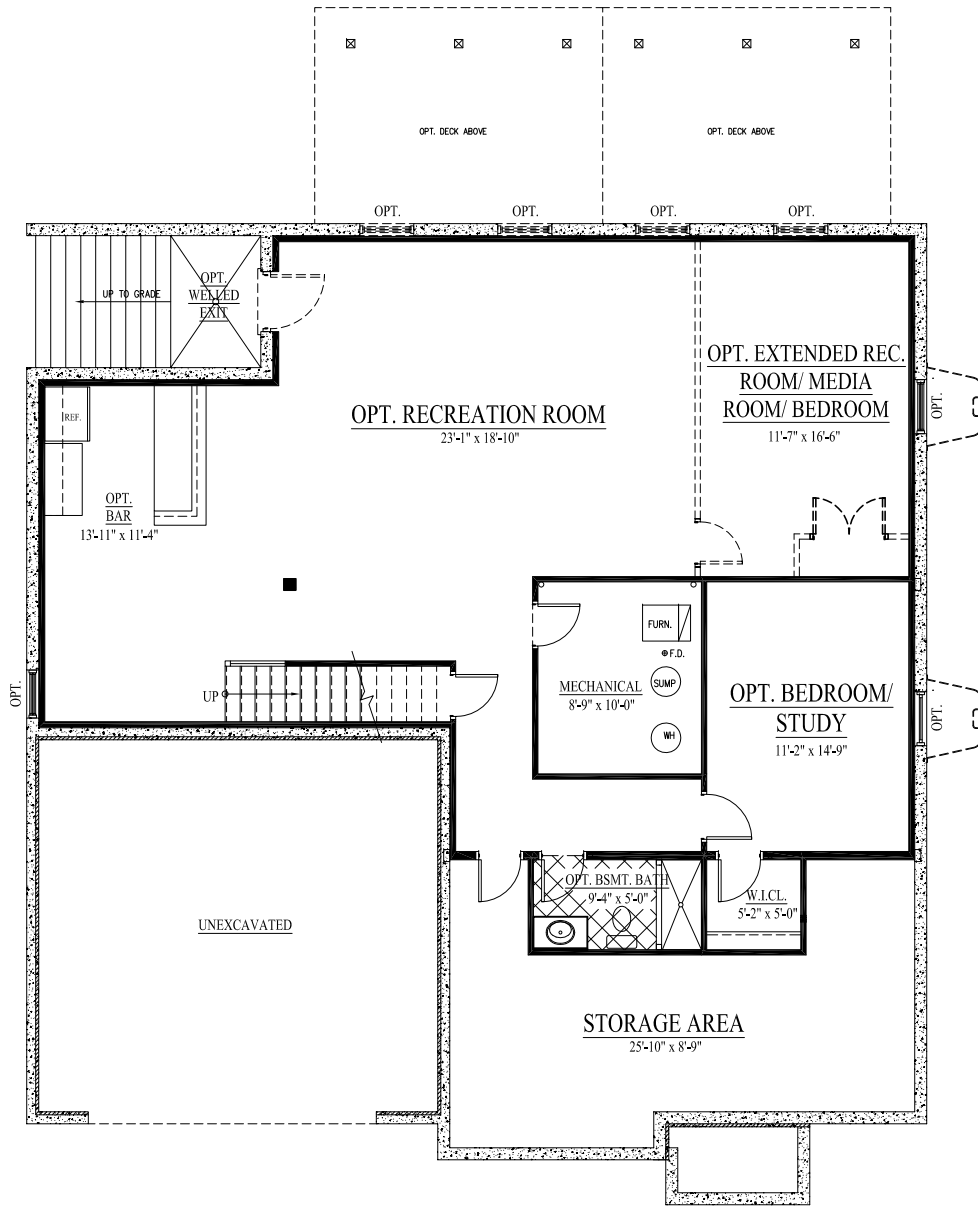 OPT. DECK ABOVE
OPT. DECK ABOVE
OPT.
OPT.
OPT.
OPT.
OPT.
WELLED
EXIT
UP TO GRADE
OPT. EXTENDED REC.
ROOM/ MEDIA
ROOM/ BEDROOM
11'-7" x 16'-6"
OPT.
OPT. RECREATION ROOM
23'-1" x 18'-10"
REF.
OPT.
BAR
13'-11" x 11'-4"
FURN.
F.D.
SUMP
WH
MECHANICAL
8'-9" x 10'-0"
OPT. BEDROOM/
STUDY
11'-2" x 14'-9"
OPT.
OPT.
UP
OPT. BSMT. BATH
9'-4" x 5'-0"
W.I.CL.
5'-2" x 5'-0"
UNEXCAVATED
STORAGE AREA
25'-10" x 8'-9"